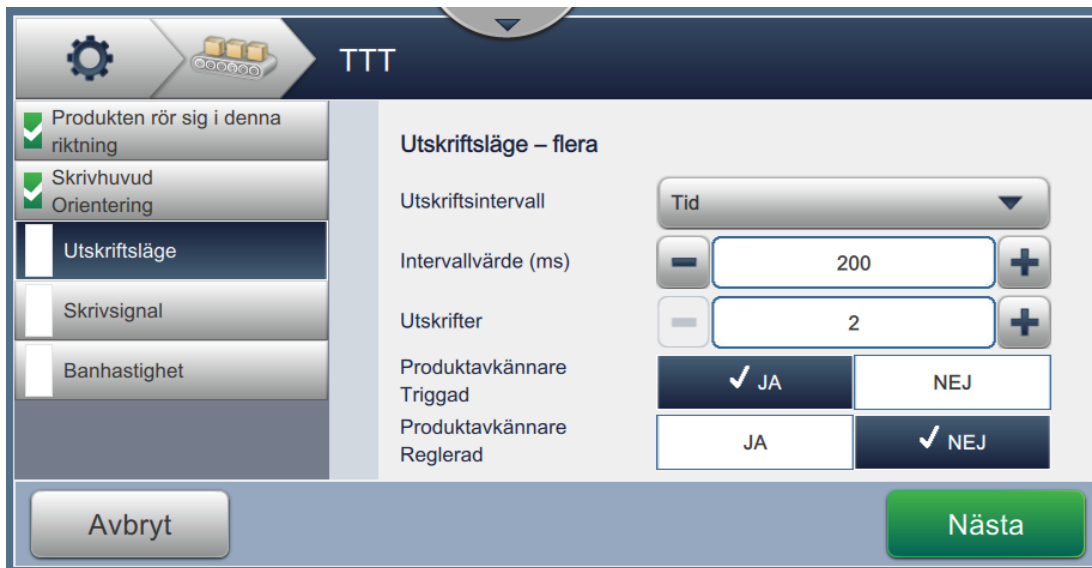 TTT
Produkten rör sig i denna
riktning
Skrivhuvud
Orientering
Utskriftsläge
Skrivsignal
Banhastighet
Utskriftsläge – flera
Utskriftsintervall
Tid
Intervallvärde (ms)
200
Utskrifter
2
Produktavkännare
Triggad
JA
NEJ
Produktavkännare
Reglerad
JA
NEJ
Avbryt
Nästa